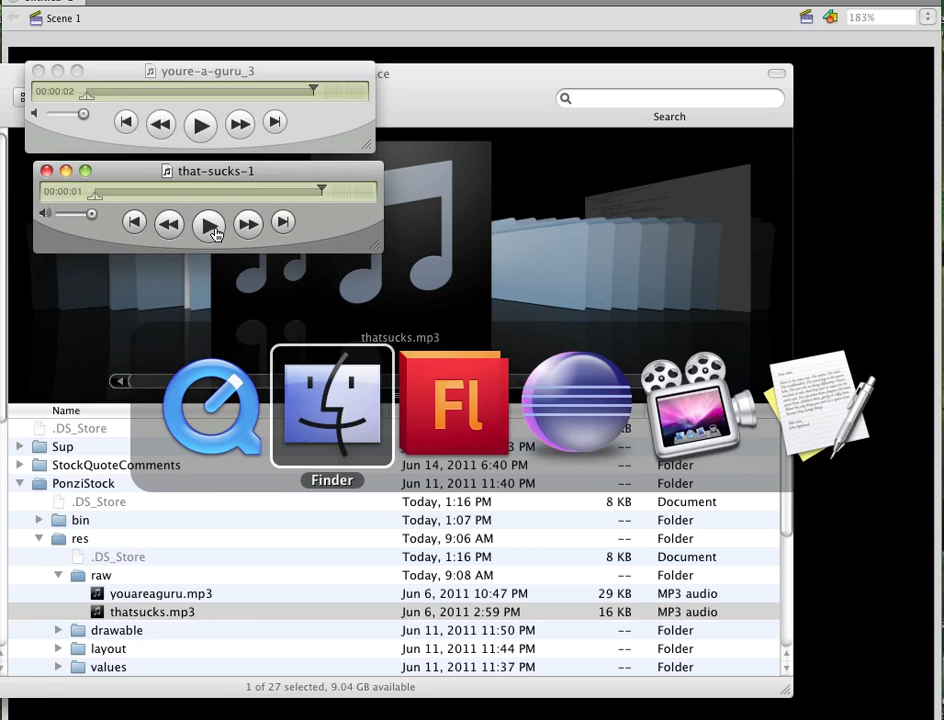 Scene 1
183%
youre-a-guru_3
ce
00:00:02
Search
that-sucks-1
00:00:01
thatsucks.mp3
Fl
Finder
Name
.DS_Store
KB
Sup
3 PM -- Folder
StockQuoteComments Jun 14, 2011 6:40 PM -- Folder
PonziStock Jun 11, 2011 11:40 PM -- Folder
.DS_Store Today, 1:16 PM 8 KB Document
bin Today, 1:07 PM -- Folder
res Today, 9:06 AM -- Folder
.DS_Store Today, 1:16 PM 8 KB Document
raw Today, 9:08 AM -- Folder
youareaguru.mp3 Jun 6, 2011 10:47 PM 29 KB MP3 audio
thatsucks.mp3 Jun 6, 2011 2:59 PM 16 KB MP3 audio
drawable Jun 11, 2011 11:50 PM -- Folder
layout Jun 11, 2011 11:44 PM -- Folder
values Jun 11, 2011 11:37 PM -- Folder
1 of 27 selected, 9.04 GB available